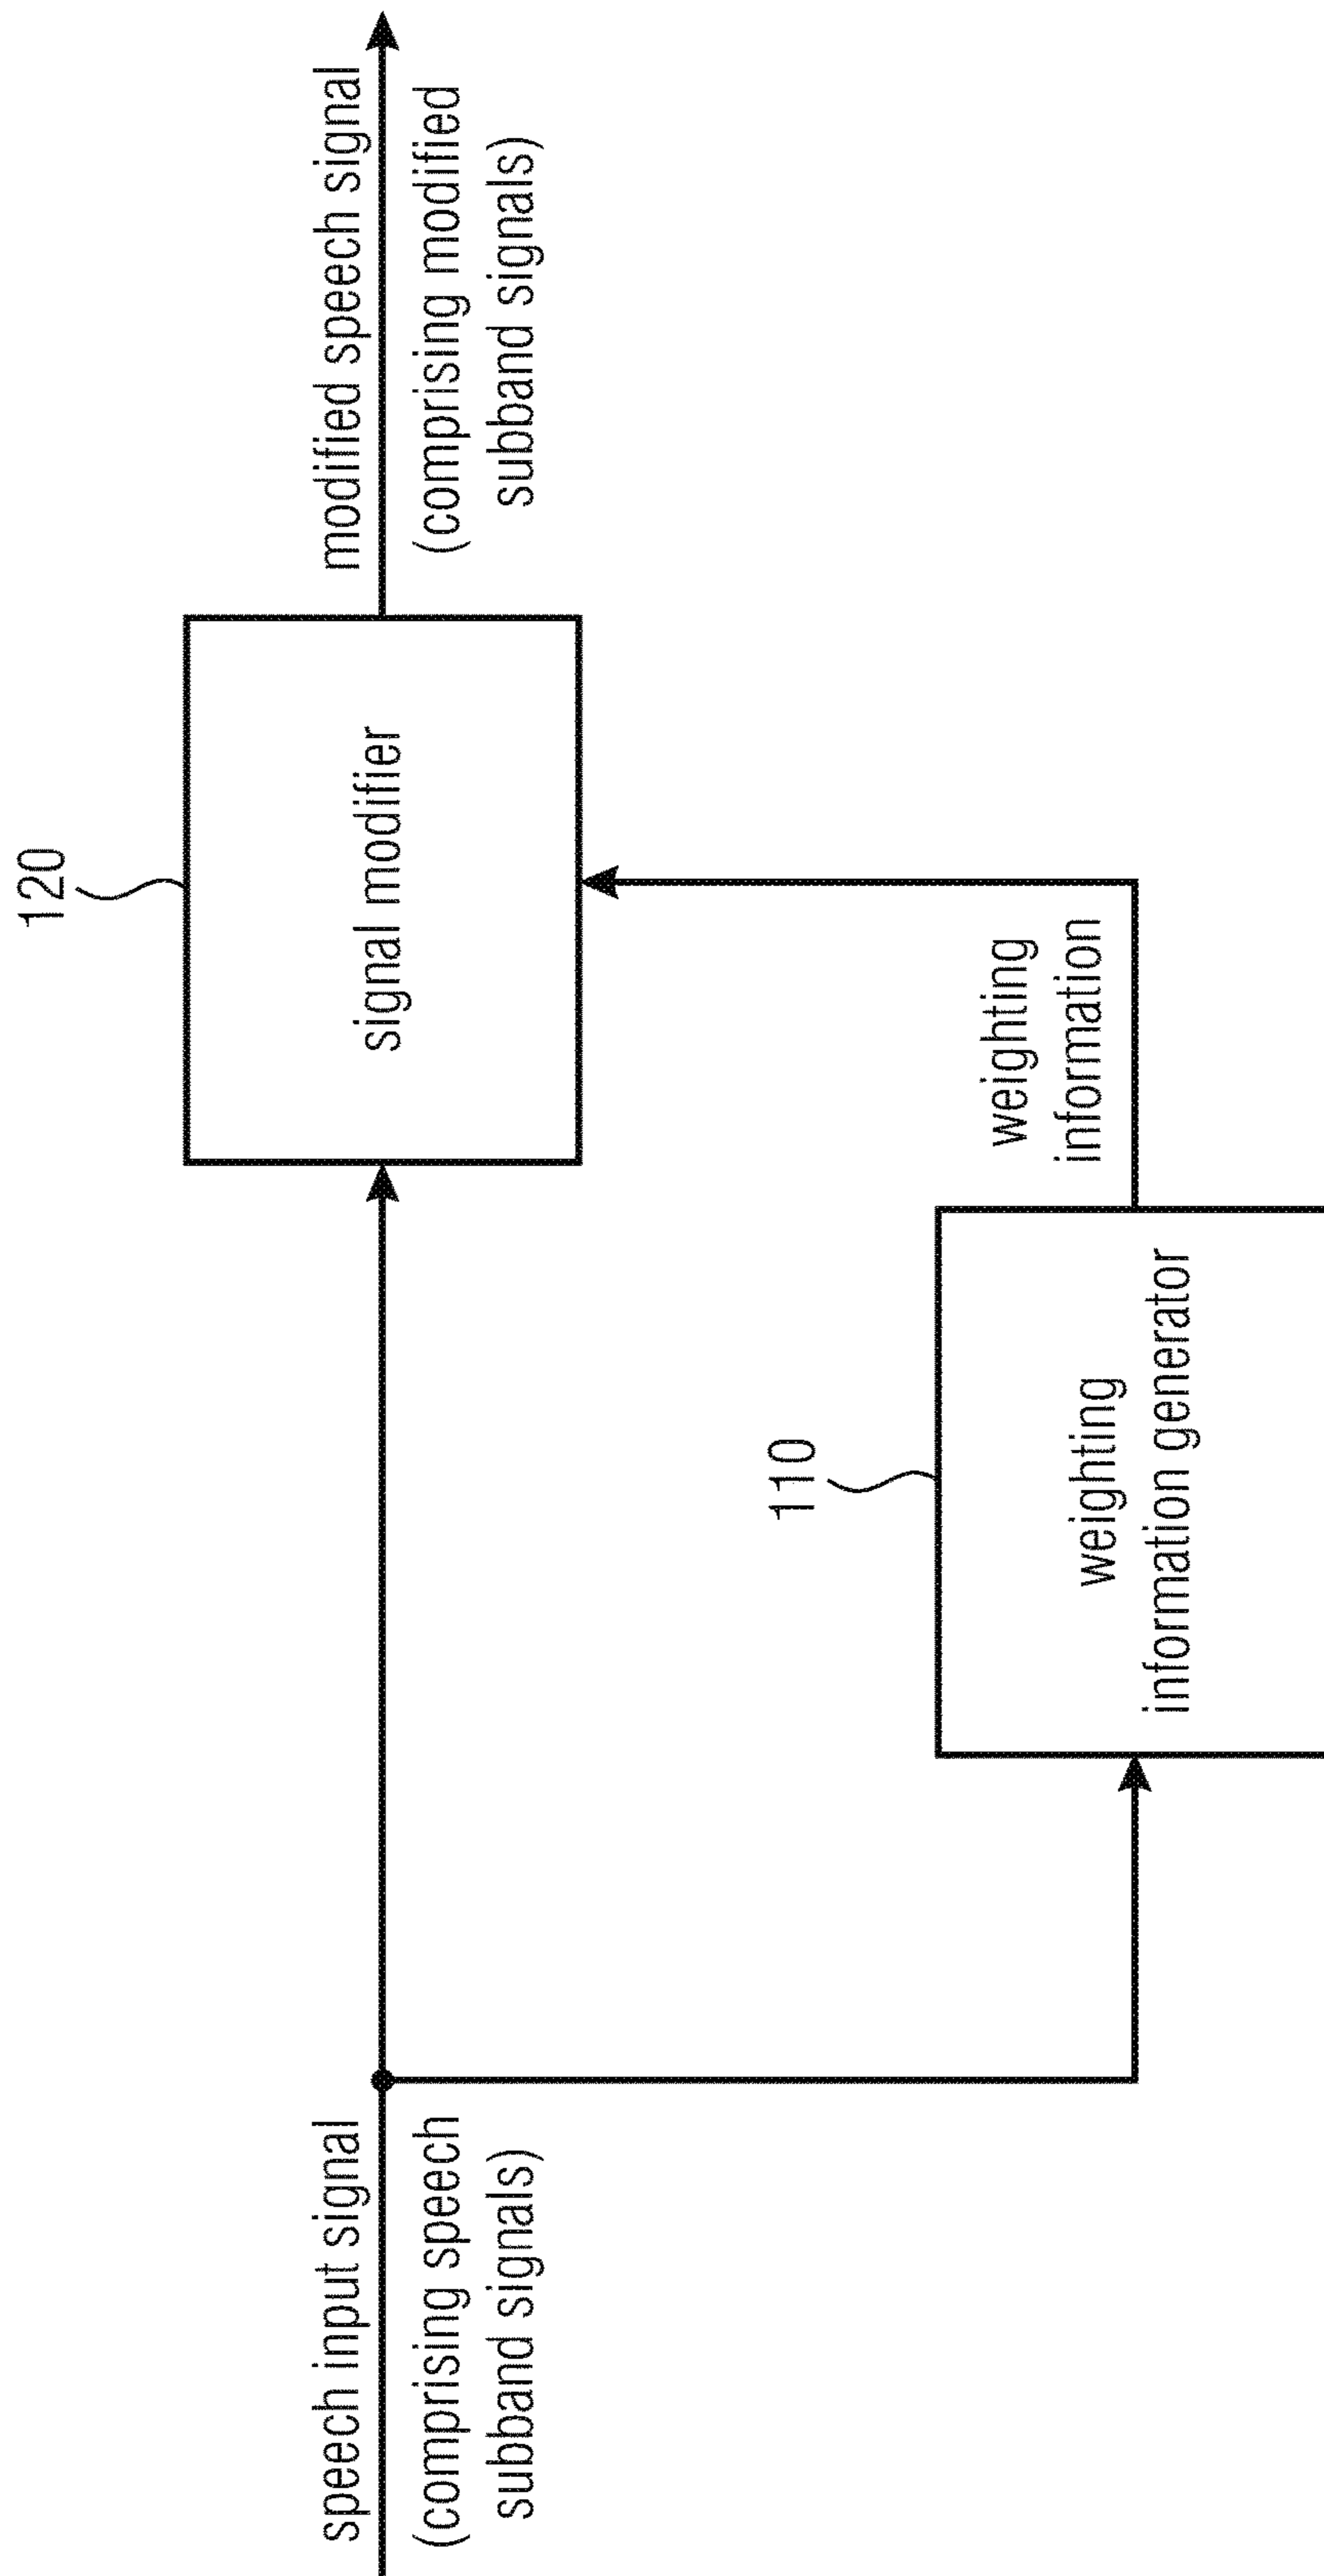 speech input signal
(comprising speech
subband signals)
110
weighting
information generator
weighting
information
120
signal modifier
modified speech signal
(comprising modified
subband signals)